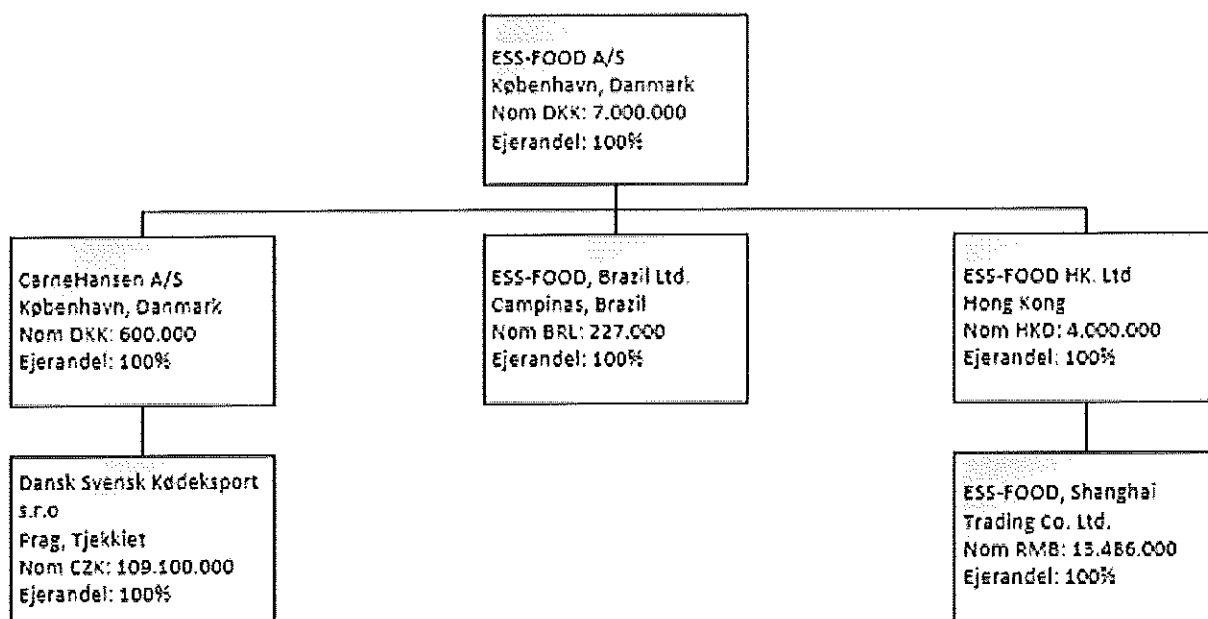 ESS-FOOD A/S
København, Danmark
Nom DKK: 7.000.000
Ejerandel: 100%
CarneHansen A/S
København, Danmark
Nom DKK: 600.000
Ejerandel: 100%
ESS-FOOD, Brazil Ltd.
Campinas, Brazil
Nom BRL: 227.000
Ejerandel: 100%
ESS-FOOD HK. Ltd
Hong Kong
Nom HKD: 4.000.000
Ejerandel: 100%
Dansk Svensk Kødeksport
s.r.o
Prag, Tjekkiet
Nom CZK: 109.100.000
Ejerandel: 100%
ESS-FOOD, Shanghai
Trading Co. Ltd.
Nom RMB: 13.486.000
Ejerandel: 100%